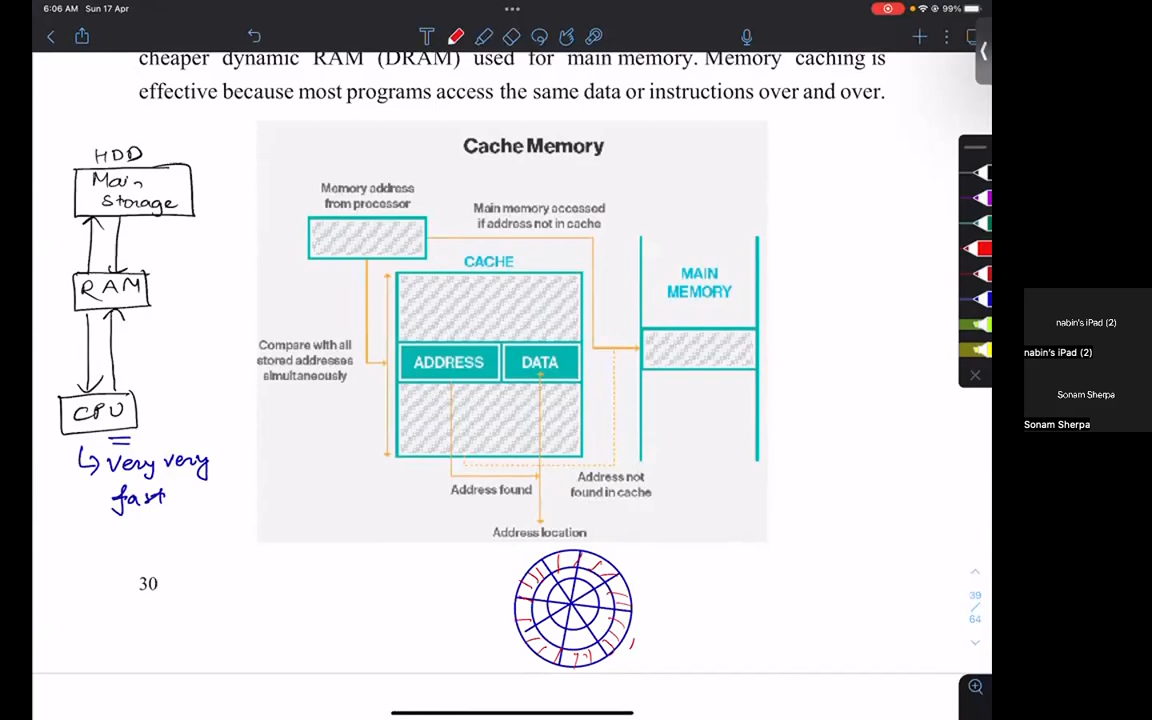 6:06 AM Sun 17 Apr
99%
cheaper dynamic RAM (DRAM) used for main memory. Memory caching is
effective because most programs access the same data or instructions over and over.
HDD
Main
Storage
RAM
CPU
Very very
fast
Cache Memory
Memory address
from processor
Main memory accessed
if address not in cache
CACHE
MAIN
MEMORY
Compare with all
stored addresses
simultaneously
ADDRESS
DATA
Address found
Address not
found in cache
Address location
30
39
64
nabin's iPad (2)
nabin's iPad (2)
Sonam Sherpa
Sonam Sherpa